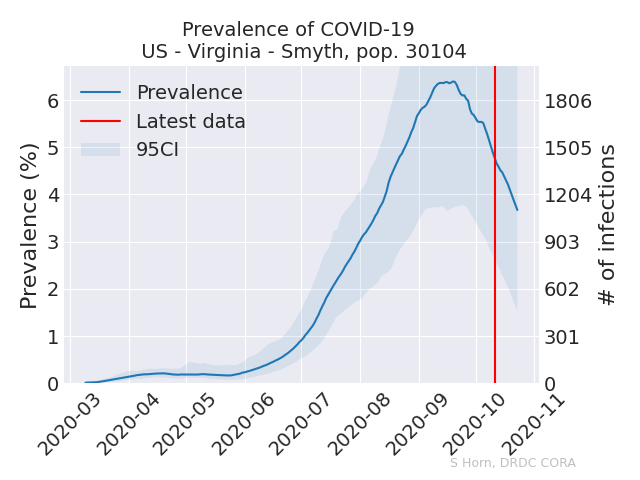 Prevalence of COVID-19
US - Virginia - Smyth, pop. 30104
Prevalence
Latest data
95CI
Prevalence (%)
6
5
4
3
2
1
0
1806
1505
1204
903
602
301
0
# of infections
2020-03
2020-04
2020-05
2020-06
2020-07
2020-08
2020-09
2020-10
2020-11
S Horn, DRDC CORA